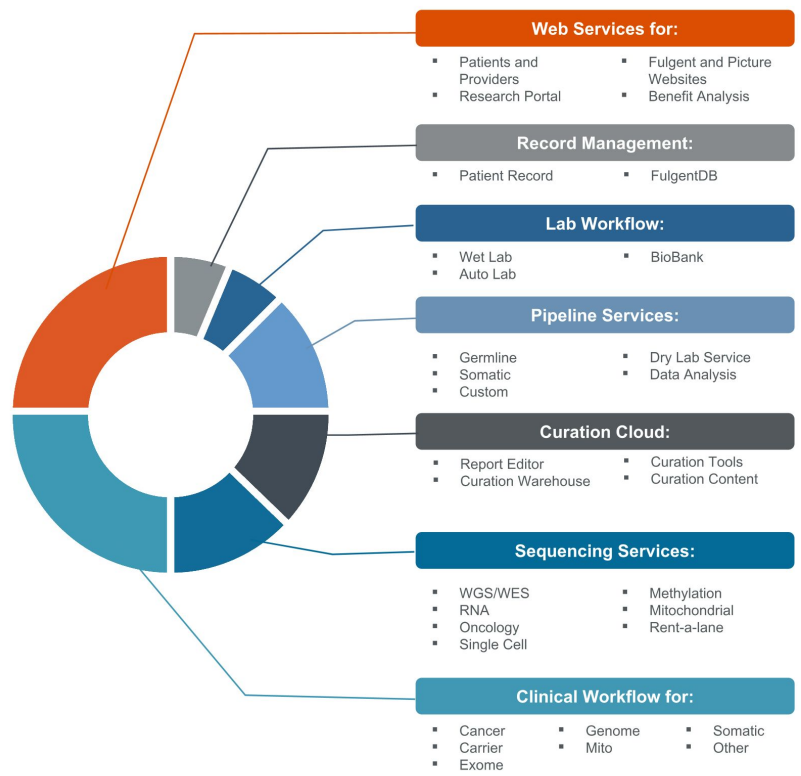 Web Services for:
Patients and
Providers
Research Portal
Fulgent and Picture
Websites
Benefit Analysis
Record Management:
Patient Record
FulgentDB
Lab Workflow:
Wet Lab
Auto Lab
BioBank
Pipeline Services:
Germline
Somatic
Custom
Dry Lab Service
Data Analysis
Curation Cloud:
Report Editor
Curation Warehouse
Curation Tools
Curation Content
Sequencing Services:
WGS/WES
RNA
Oncology
Single Cell
Methylation
Mitochondrial
Rent-a-lane
Clinical Workflow for:
Cancer
Carrier
Exome
Genome
Mito
Somatic
Other